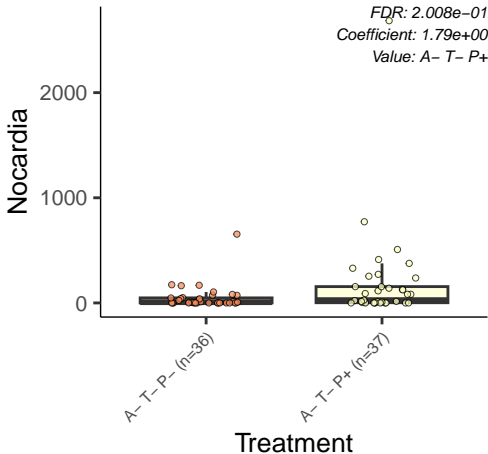 FDR: 2.008e−01
Coefficient: 1.79e+00
Value: A− T− P+
2000
1000
0
Nocardia
A− T− P− (n=36)
A− T− P+ (n=37)
Treatment